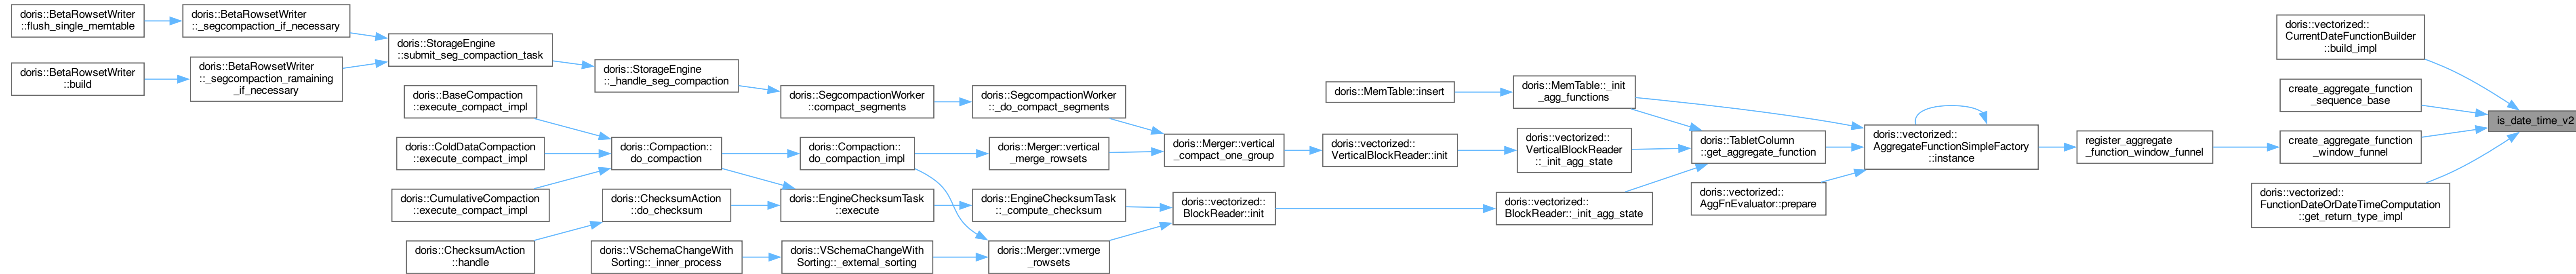 doris::BetaRowsetWriter
::flush_single_memtable
doris::BetaRowsetWriter
::_segcompaction_if_necessary
doris::BetaRowsetWriter
::build
doris::BetaRowsetWriter
::_segcompaction_ramaining
_if_necessary
doris::StorageEngine
::submit_seg_compaction_task
doris::StorageEngine
::_handle_seg_compaction
doris::SegcompactionWorker
::compact_segments
doris::SegcompactionWorker
::_do_compact_segments
doris::BaseCompaction
::execute_compact_impl
doris::ColdDataCompaction
::execute_compact_impl
doris::CumulativeCompaction
::execute_compact_impl
doris::Compaction::
do_compaction
doris::Compaction::
do_compaction_impl
doris::Merger::vertical
_merge_rowsets
doris::Merger::vertical
_compact_one_group
doris::vectorized::
VerticalBlockReader::init
doris::vectorized::
VerticalBlockReader
::_init_agg_state
doris::ChecksumAction
::handle
doris::ChecksumAction
::do_checksum
doris::EngineChecksumTask
::execute
doris::EngineChecksumTask
::_compute_checksum
doris::VSchemaChangeWith
Sorting::_inner_process
doris::VSchemaChangeWith
Sorting::_external_sorting
doris::Merger::vmerge
_rowsets
doris::vectorized::
BlockReader::init
doris::vectorized::
BlockReader::_init_agg_state
doris::MemTable::insert
doris::MemTable::_init
_agg_functions
doris::TabletColumn
::get_aggregate_function
doris::vectorized::
AggFnEvaluator::prepare
doris::vectorized::
AggregateFunctionSimpleFactory
::instance
register_aggregate
_function_window_funnel
doris::vectorized::
CurrentDateFunctionBuilder
::build_impl
create_aggregate_function
_sequence_base
create_aggregate_function
_window_funnel
doris::vectorized::
FunctionDateOrDateTimeComputation
::get_return_type_impl
is_date_time_v2